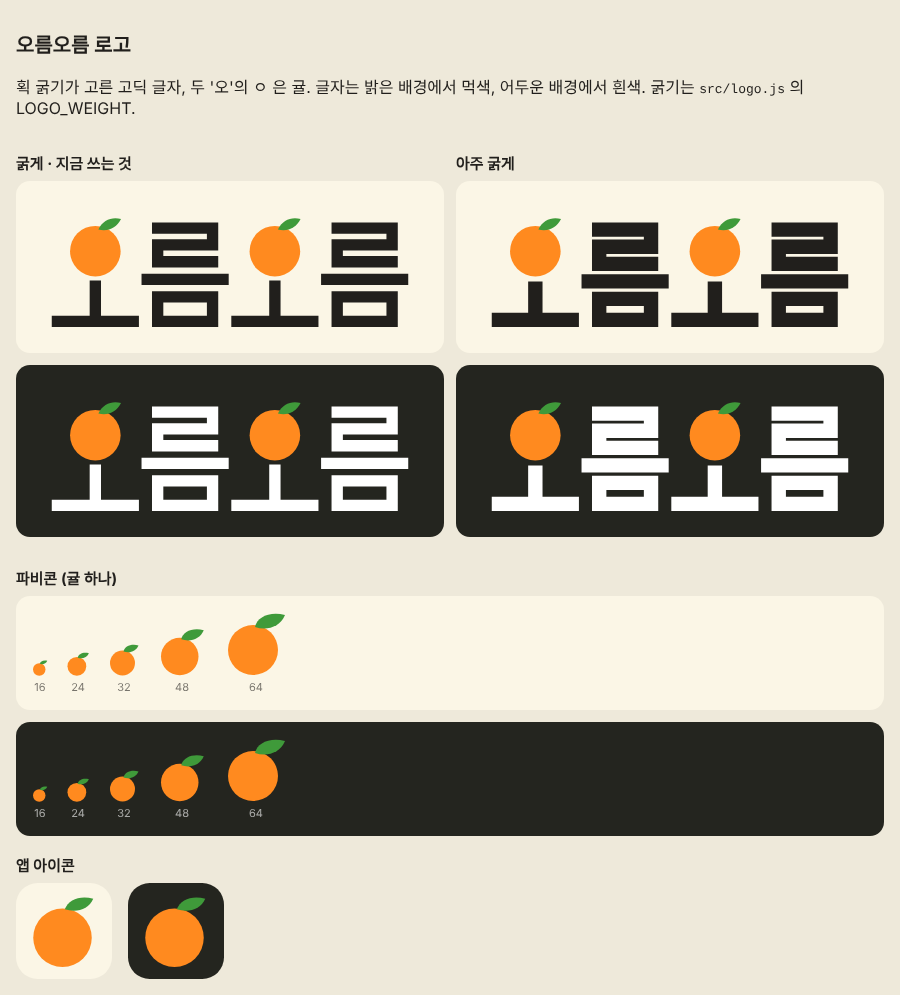 오름오름 로고
획 굵기가 고른 고딕 글자, 두 '오'의 ㅇ 은 귤. 글자는 밝은 배경에서 먹색, 어두운 배경에서 흰색. 굵기는 src/logo.js 의
LOGO_WEIGHT.
굵게 · 지금 쓰는 것
아주 굵게
오름오름
오름오름
오름오름
오름오름
파비콘 (귤 하나)
16 24 32 48 64
16 24 32 48 64
앱 아이콘